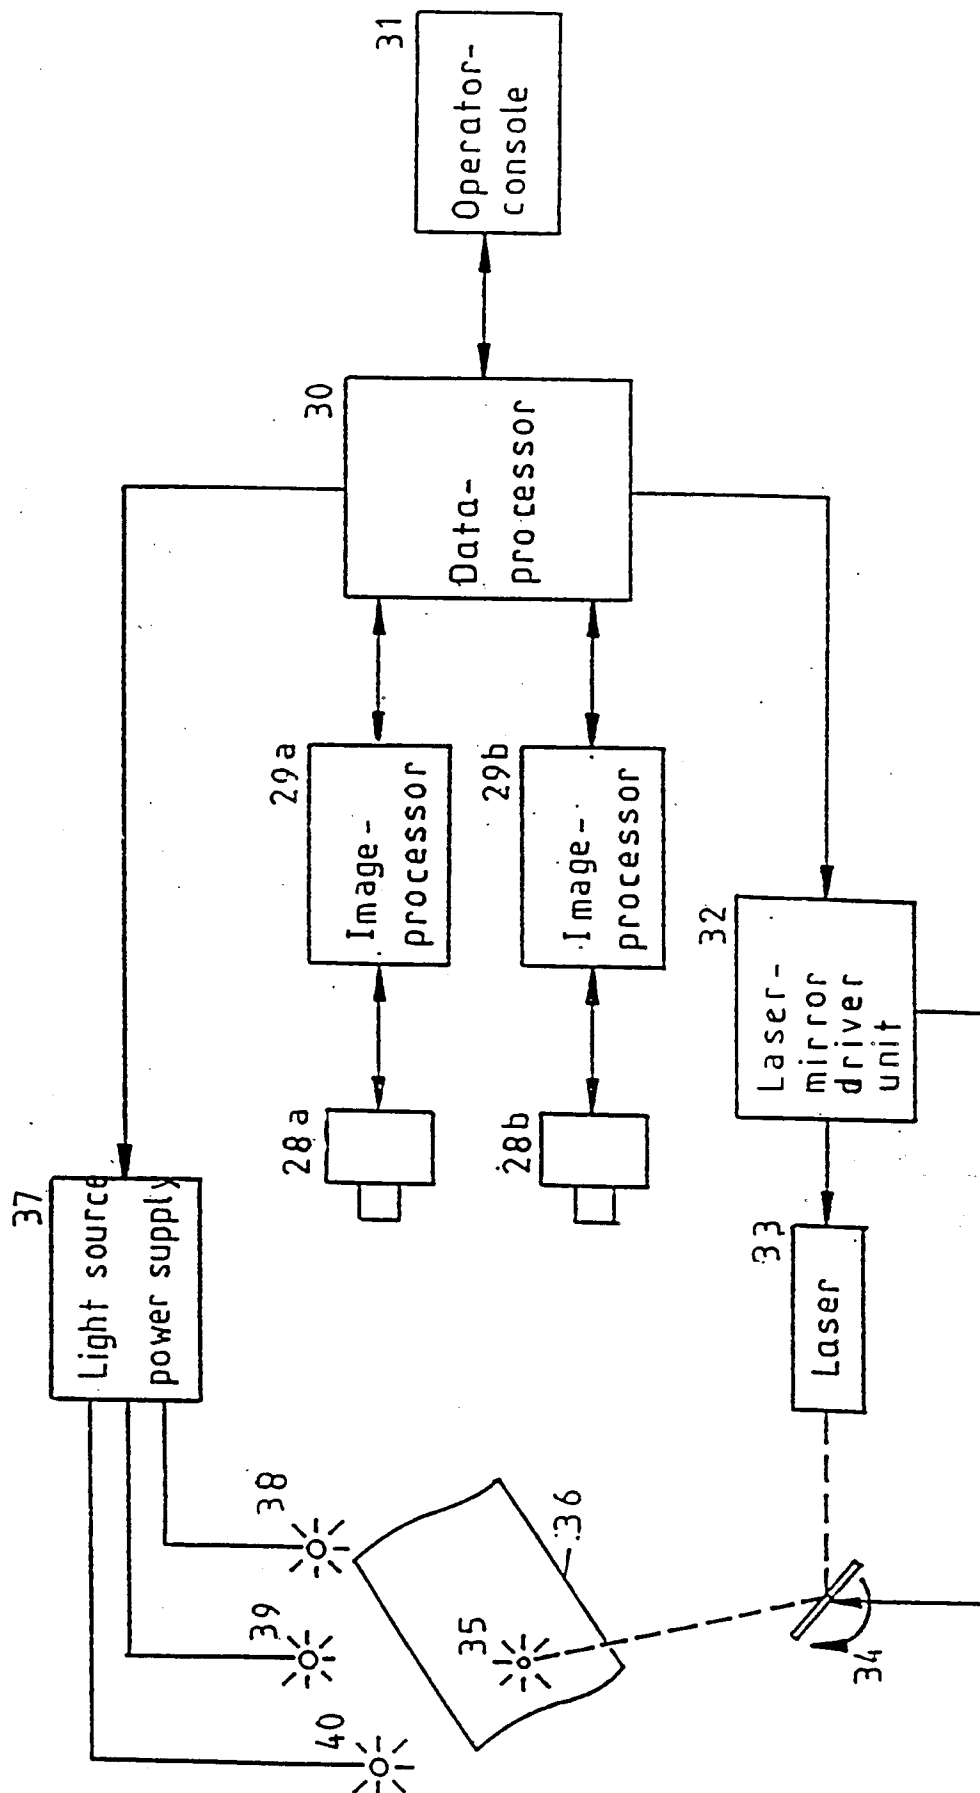 37
Light source
power supply
40
39
38
35
36
28a
29a
Image-
processor
28b
29b
Image-
processor
30
Data-
processor
31
Operator-
console
32
Laser-
mirror
driver
unit
33
Laser
34